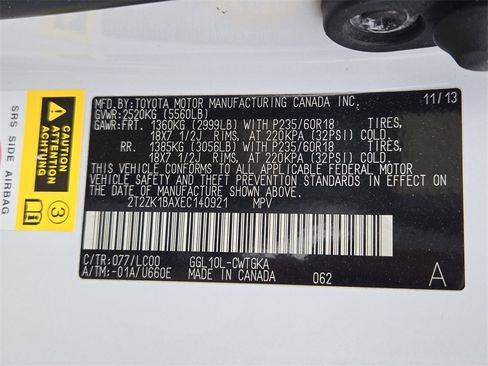 MFD.BY:TOYOTA MOTOR MANUFACTURING CANADA INC. 11/13
GVWR:2520KG (5560LB)
GAWR:FRT. 1360KG (2999LB) WITH P235/60R18 TIRES,
18X7 1/2J RIMS, AT 220KPA (32PSI) COLD.
RR. 1385KG (3056LB) WITH P235/60R18 TIRES,
18X7 1/2J RIMS, AT 220KPA (32PSI) COLD.
THIS VEHICLE CONFORMS TO ALL APPLICABLE FEDERAL MOTOR
VEHICLE SAFETY AND THEFT PREVENTION STANDARDS IN EFFECT ON
THE DATE OF MANUFACTURE SHOWN ABOVE.
2T2ZK1BAXEC140921 MPV
C/TR:077/LC00 GGL10L-CWTGKA
A/TM:-01A/U660E MADE IN CANADA 062 A
SRS SIDE AIRBAG
CAUTION
ATTENTION
3